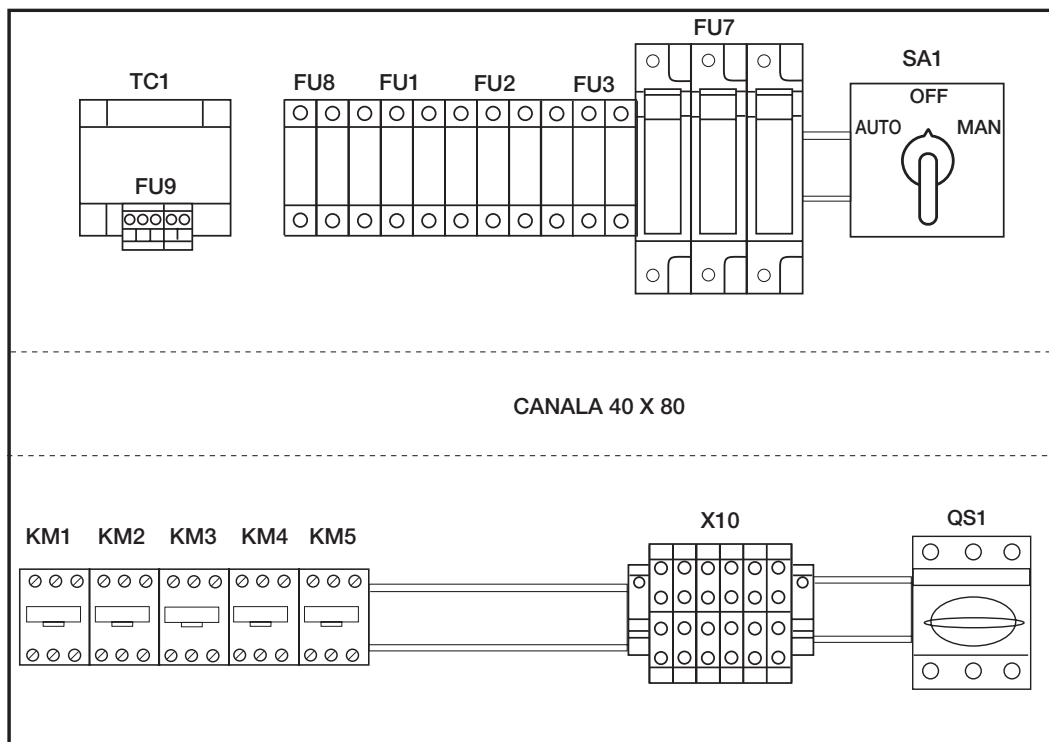 FU7
TC1
FU8 FU1 FU2 FU3
SA1
OFF
AUTO MAN
FU9
CANALA 40 X 80
KM1 KM2 KM3 KM4 KM5
X10
QS1